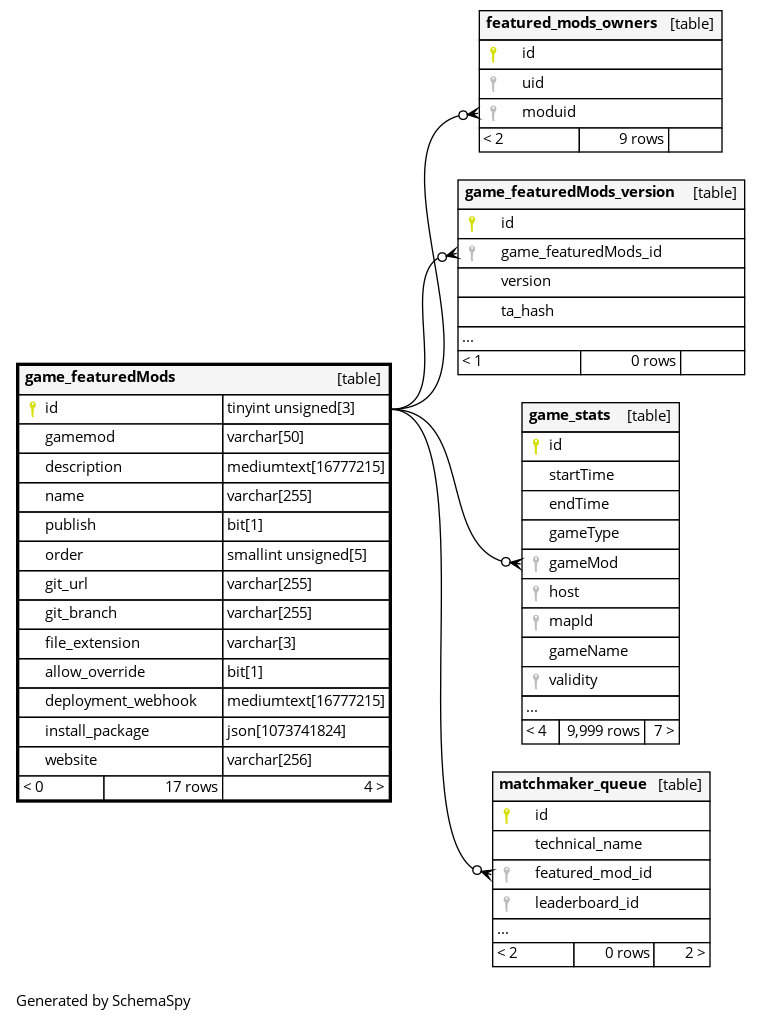 featured_mods_owners [table]
id
uid
moduid
< 2 9 rows
game_featuredMods_version [table]
id
game_featuredMods_id
version
ta_hash
...
< 1 0 rows
game_featuredMods [table]
id tinyint unsigned[3]
gamemod varchar[50]
description mediumtext[16777215]
name varchar[255]
publish bit[1]
order smallint unsigned[5]
git_url varchar[255]
git_branch varchar[255]
file_extension varchar[3]
allow_override bit[1]
deployment_webhook mediumtext[16777215]
install_package json[1073741824]
website varchar[256]
< 0 17 rows 4 >
game_stats [table]
id
startTime
endTime
gameType
gameMod
host
mapId
gameName
validity
...
< 4 9,999 rows 7 >
matchmaker_queue [table]
id
technical_name
featured_mod_id
leaderboard_id
...
< 2 0 rows 2 >
Generated by SchemaSpy